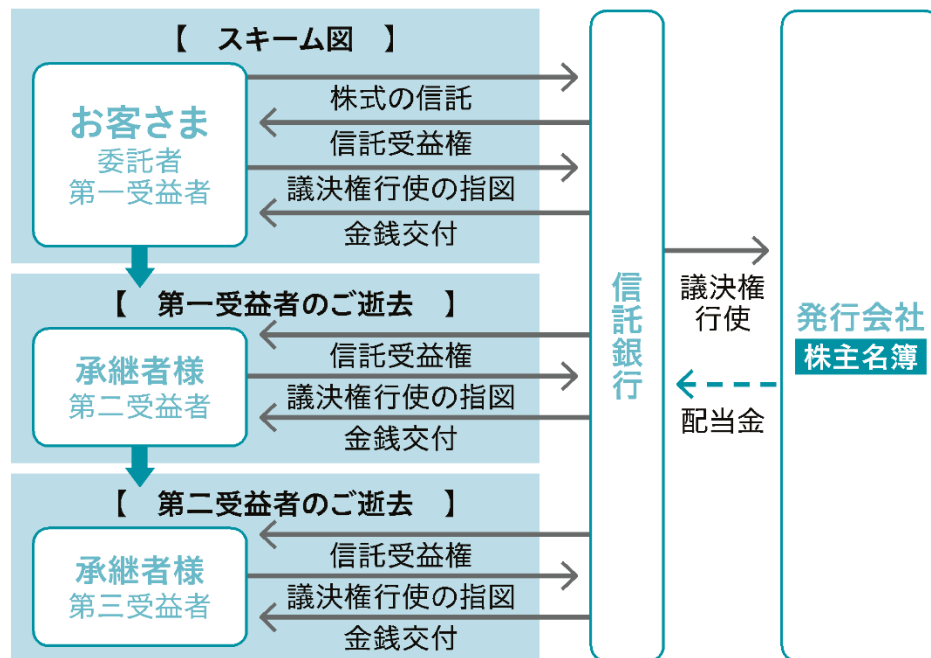 【　スキーム図　】
お客さま
委託者
第一受益者
株式の信託
信託受益権
議決権行使の指図
金銭交付
【　第一受益者のご逝去　】
承継者様
第二受益者
信託受益権
議決権行使の指図
金銭交付
【　第二受益者のご逝去　】
承継者様
第三受益者
信託受益権
議決権行使の指図
金銭交付
信託銀行
議決権
行使
配当金
発行会社
株主名簿